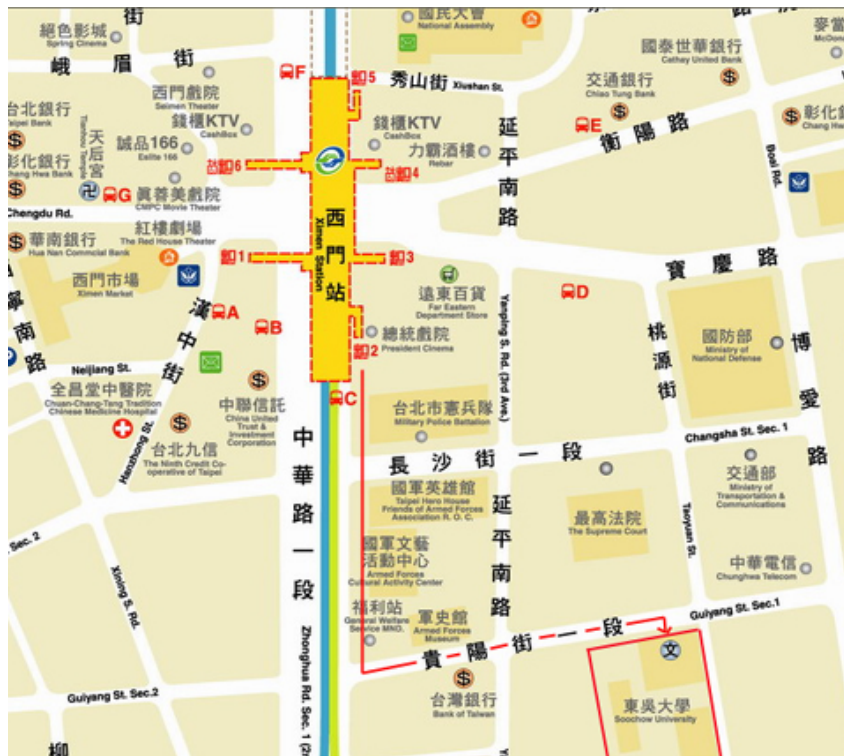 絕色影城
Spring Cinema
街
峨眉街
國民大會
National Assembly
路
麥當
McDon
國泰世華銀行
Cathay United Bank
F
5
秀山街 Xiushan St.
西門戲院
Seimen Theater
交通銀行
Chiao Tung Bank
台北銀行
Taipei Bank
天后宮
Tianhou Temple
錢櫃KTV
CashBox
誠品166
Eslite 166
錢櫃KTV
CashBox
力霸酒樓
Rebar
延平南路
E
衡陽路
彰化銀
Chang Hwa
彰化銀行
Chang Hwa Bank
卍
G
6
4
真善美戲院
CMPC Movie Theater
Boai Rd.
Chengdu Rd.
華南銀行
Hua Nan Commcial Bank
紅樓劇場
The Red House Theater
西門站
Ximen Station
1
3
寶慶路
西門市場
Ximen Market
遠東百貨
Far Eastern
Department Store
D
A
B
漢中街
寧南路
總統戲院
President Cinema
2
Yanping S. Rd (3rd Ave.)
桃源街
國防部
Ministry of
National Defense
博愛路
Neijiang St.
全昌堂中醫院
Chuan-Chang-Tang Tradition
Chinese Medicine Hospital
中聯信託
China United
Trust &
Investment
Corporation
C
台北市憲兵隊
Military Police Battalion
Changsha St. Sec. 1
長沙街一段
台北九信
The Ninth Credit Co-
operative of Taipei
Hanzhong St.
中華路一段
Zhonghua Rd. Sec. 1
交通部
Ministry of
Transportation &
Communications
國軍英雄館
Taipei Hero House
Friends of Armed Forces
Association R. O. C.
延平南路
最高法院
The Supreme Court
Taoyuan St.
Sec. 2
Xining S. Rd.
國軍文藝
活動中心
Armed Forces
Cultural Activity Center
中華電信
Chunghwa Telecom
福利站
General Welfare
Service MND.
軍史館
Armed Forces
Museum
Guiyang St. Sec.1
貴陽街一段
文
Guiyang St. Sec.2
台灣銀行
Bank of Taiwan
東吳大學
Soochow University
柳